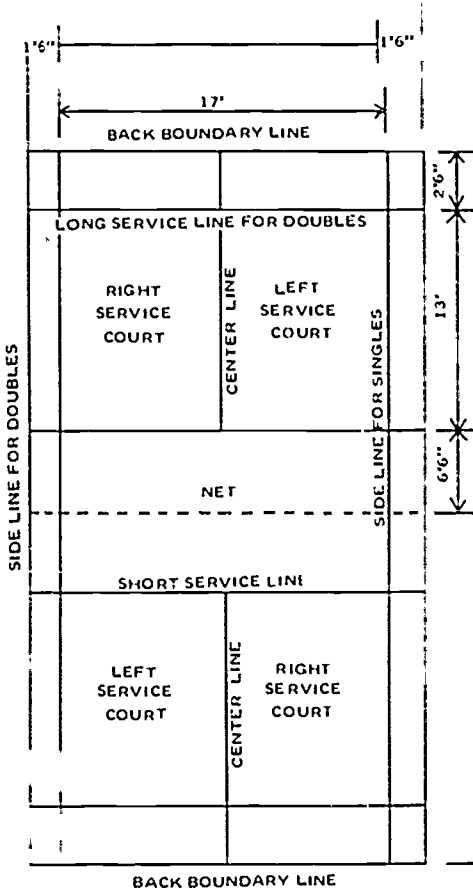 1'6"
1'6"
17'
BACK BOUNDARY LINE
2'6"
LONG SERVICE LINE FOR DOUBLES
RIGHT
SERVICE
COURT
CENTER LINE
LEFT
SERVICE
COURT
13'
SIDE LINE FOR DOUBLES
SIDE LINE FOR SINGLES
6'6"
NET
SHORT SERVICE LINE
LEFT
SERVICE
COURT
CENTER LINE
RIGHT
SERVICE
COURT
BACK BOUNDARY LINE